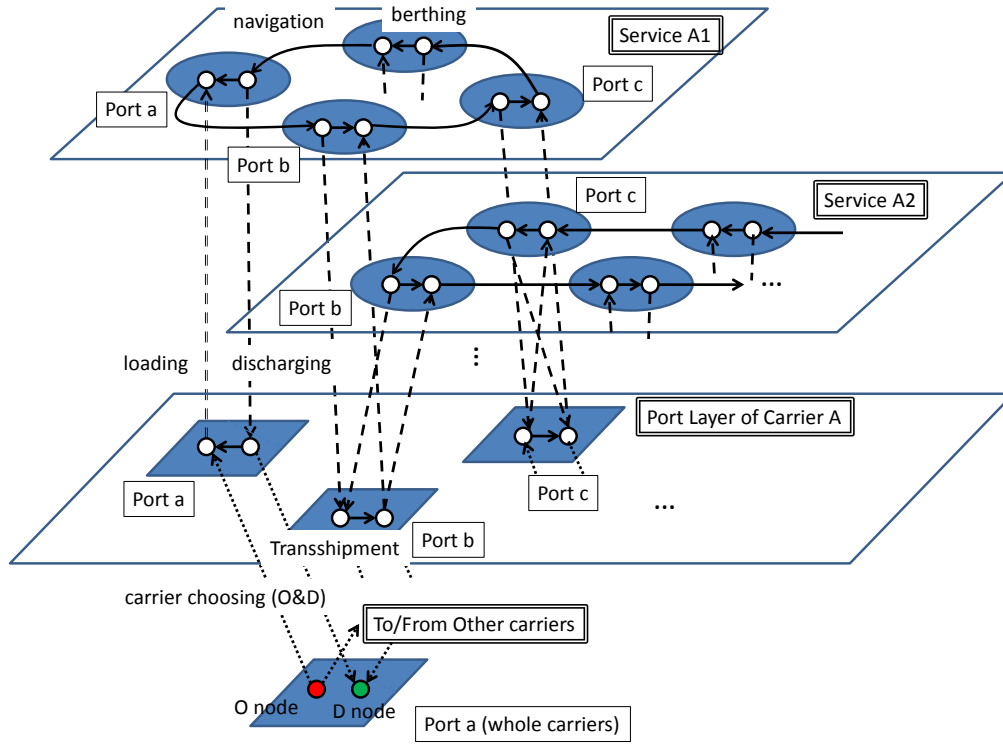 navigation
berthing
Service A1
Port a
Port c
Port b
Port c
Service A2
Port b
...
loading
discharging
...
Port Layer of Carrier A
Port a
Port c
Port b
...
Transshipment
carrier choosing (O&D)
To/From Other carriers
O node
D node
Port a (whole carriers)